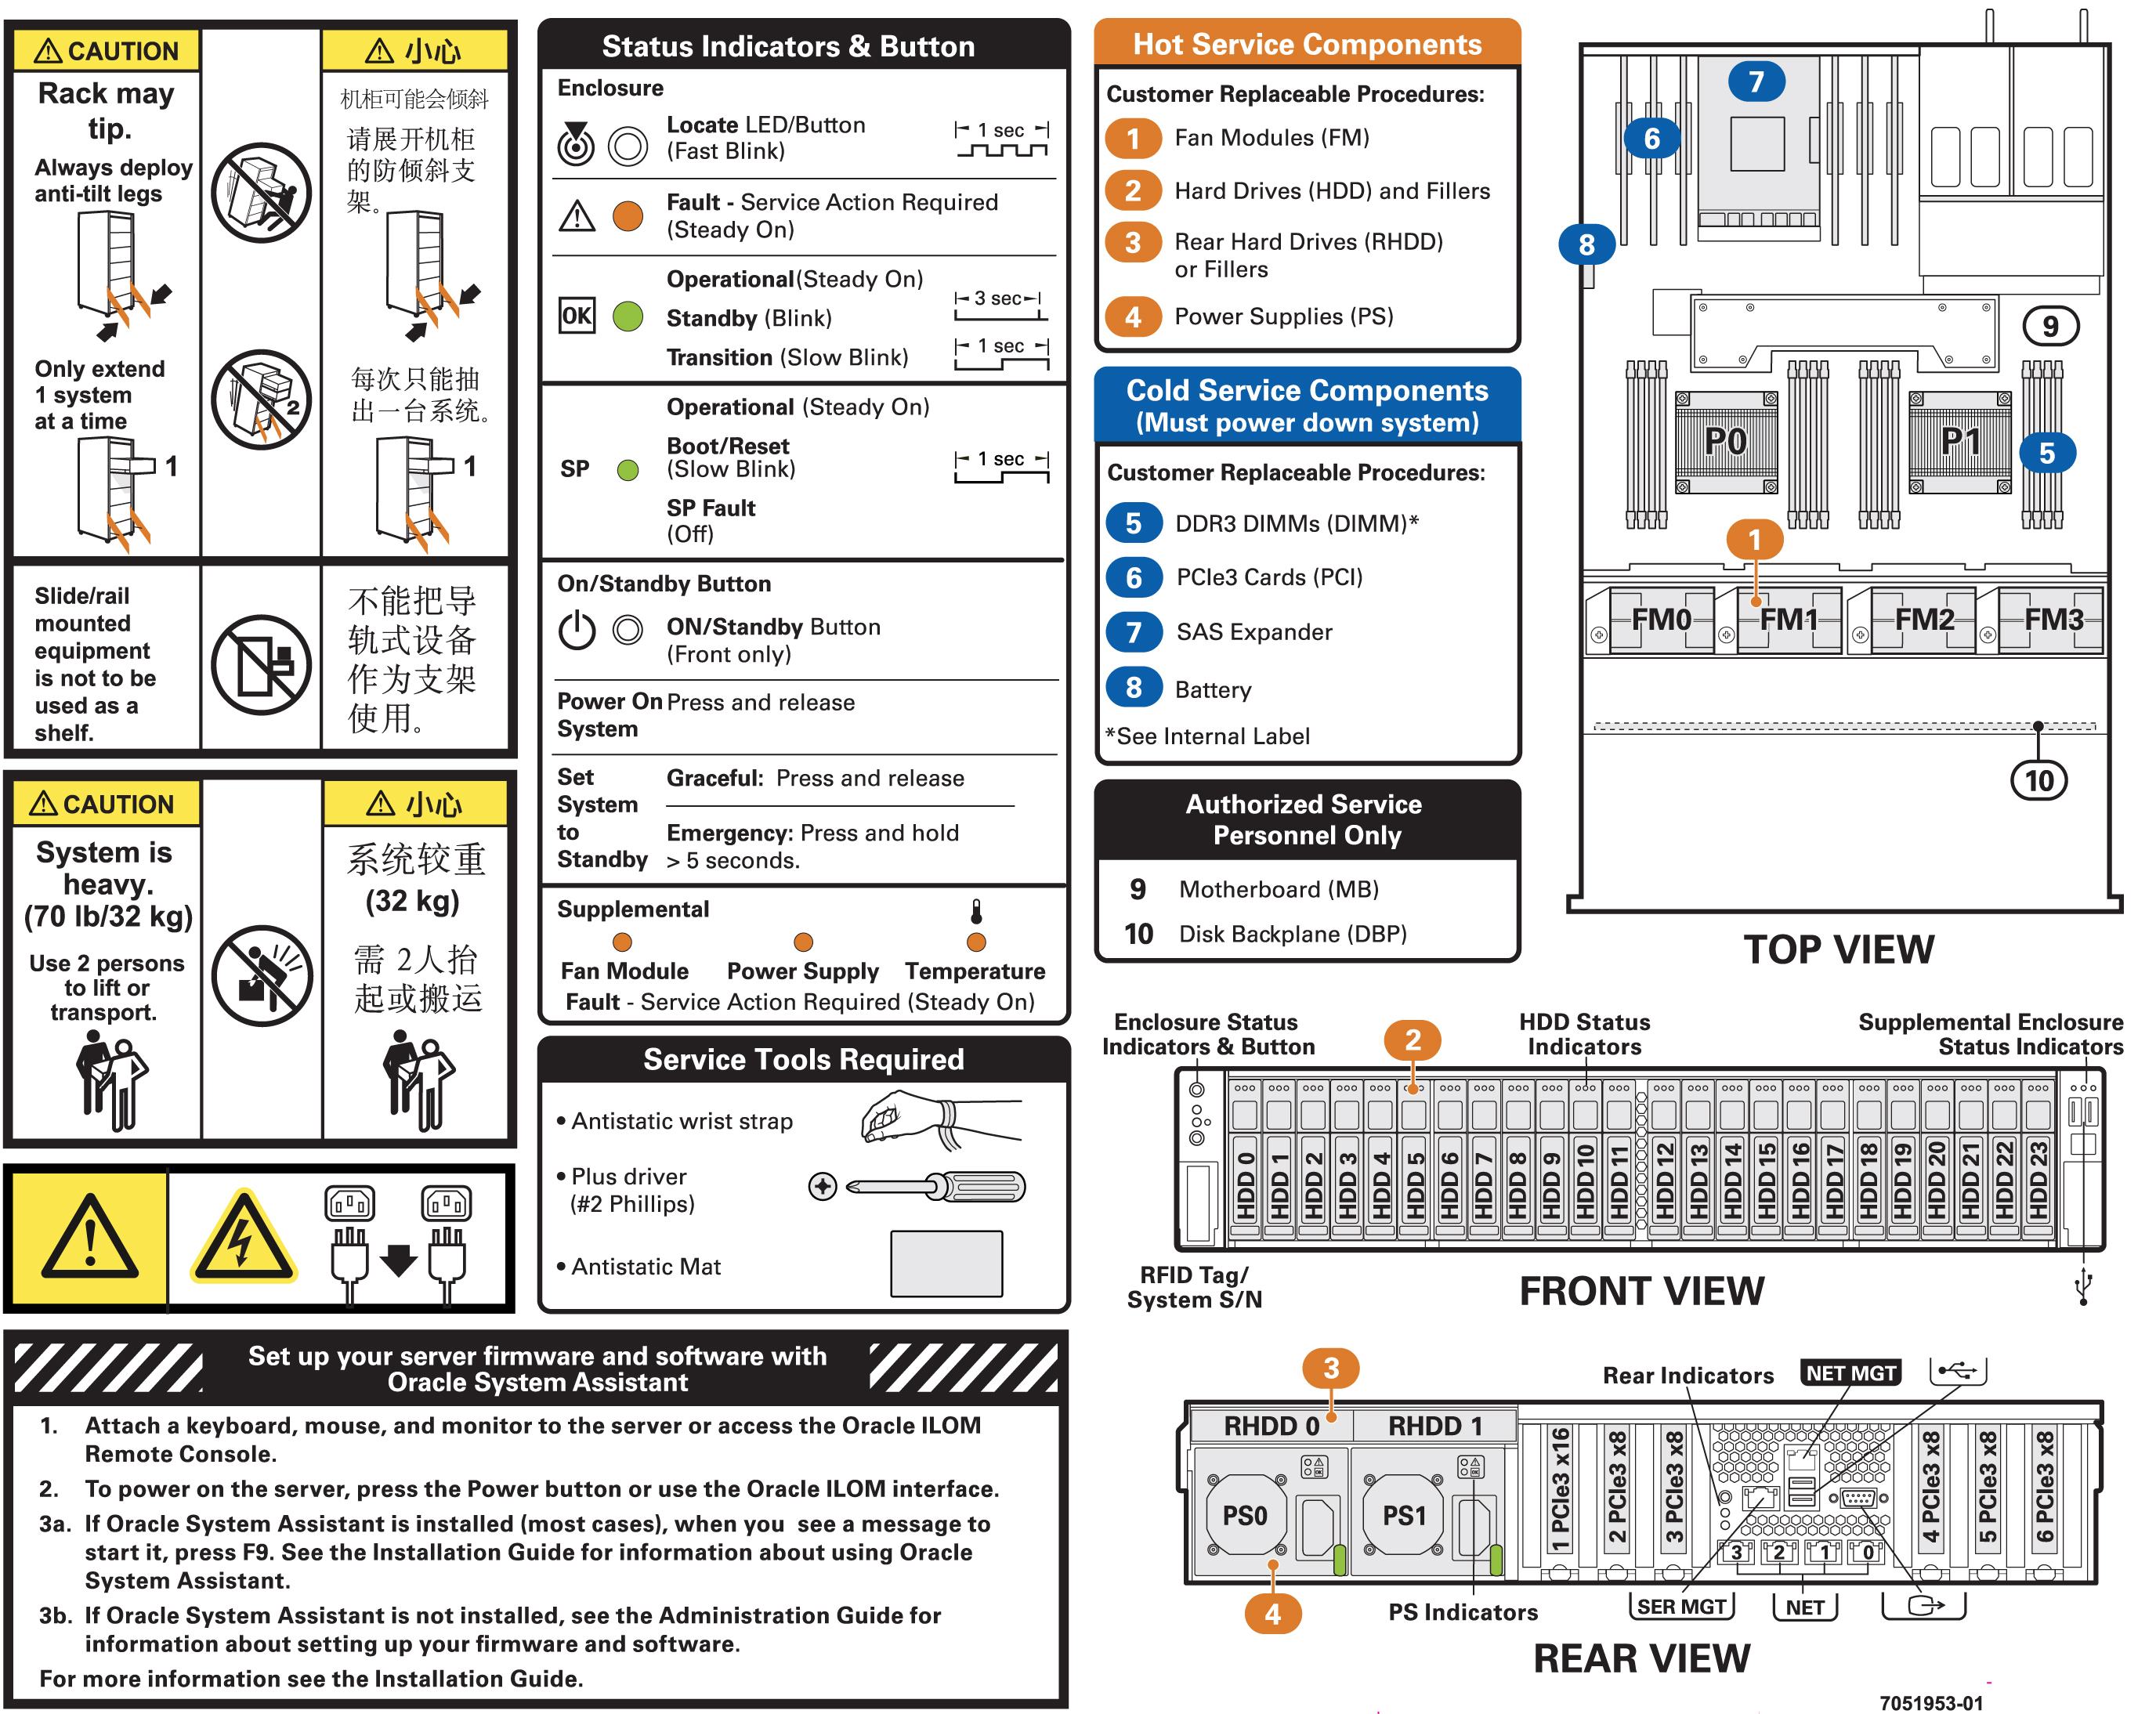 CAUTION
Rack may
tip.
Always deploy
anti-tilt legs
Only extend
1 system
at a time
1
2
小心
机柜可能会倾斜
请展开机柜
的防倾斜支
架。
每次只能抽
出一台系统。
1
Slide/rail
mounted
equipment
is not to be
used as a
shelf.
不能把导
轨式设备
作为支架
使用。
CAUTION
System is
heavy.
(70 lb/32 kg)
Use 2 persons
to lift or
transport.
小心
系统较重
(32 kg)
需 2人抬
起或搬运
Status Indicators & Button
Enclosure
Locate LED/Button
(Fast Blink)
1 sec
Fault - Service Action Required
(Steady On)
OK
Operational(Steady On)
Standby (Blink)
3 sec
Transition (Slow Blink)
1 sec
SP
Operational (Steady On)
Boot/Reset
(Slow Blink)
1 sec
SP Fault
(Off)
On/Standby Button
ON/Standby Button
(Front only)
Power On Press and release
System
Set
System
to
Standby
Graceful: Press and release
Emergency: Press and hold
> 5 seconds.
Supplemental
Fan Module Power Supply Temperature
Fault - Service Action Required (Steady On)
Service Tools Required
• Antistatic wrist strap
• Plus driver
(#2 Phillips)
• Antistatic Mat
Set up your server firmware and software with
Oracle System Assistant
1. Attach a keyboard, mouse, and monitor to the server or access the Oracle ILOM
Remote Console.
2. To power on the server, press the Power button or use the Oracle ILOM interface.
3a. If Oracle System Assistant is installed (most cases), when you see a message to
start it, press F9. See the Installation Guide for information about using Oracle
System Assistant.
3b. If Oracle System Assistant is not installed, see the Administration Guide for
information about setting up your firmware and software.
For more information see the Installation Guide.
Hot Service Components
Customer Replaceable Procedures:
1 Fan Modules (FM)
2 Hard Drives (HDD) and Fillers
3 Rear Hard Drives (RHDD)
or Fillers
4 Power Supplies (PS)
Cold Service Components
(Must power down system)
Customer Replaceable Procedures:
5 DDR3 DIMMs (DIMM)*
6 PCIe3 Cards (PCI)
7 SAS Expander
8 Battery
*See Internal Label
Authorized Service
Personnel Only
9 Motherboard (MB)
10 Disk Backplane (DBP)
7
6
8
9
P0
P1
5
1
FM0
FM1
FM2
FM3
10
TOP VIEW
Enclosure Status
Indicators & Button
2
HDD Status
Indicators
Supplemental Enclosure
Status Indicators
HDD 0
HDD 1
HDD 2
HDD 3
HDD 4
HDD 5
HDD 6
HDD 7
HDD 8
HDD 9
HDD 10
HDD 11
HDD 12
HDD 13
HDD 14
HDD 15
HDD 16
HDD 17
HDD 18
HDD 19
HDD 20
HDD 21
HDD 22
HDD 23
RFID Tag/
System S/N
FRONT VIEW
3
Rear Indicators
NET MGT
RHDD 0
RHDD 1
PS0
OK
PS1
OK
1 PCIe3 x16
2 PCIe3 x8
3 PCIe3 x8
4 PCIe3 x8
5 PCIe3 x8
6 PCIe3 x8
3
2
1
0
4
PS Indicators
SER MGT
NET
REAR VIEW
7051953-01